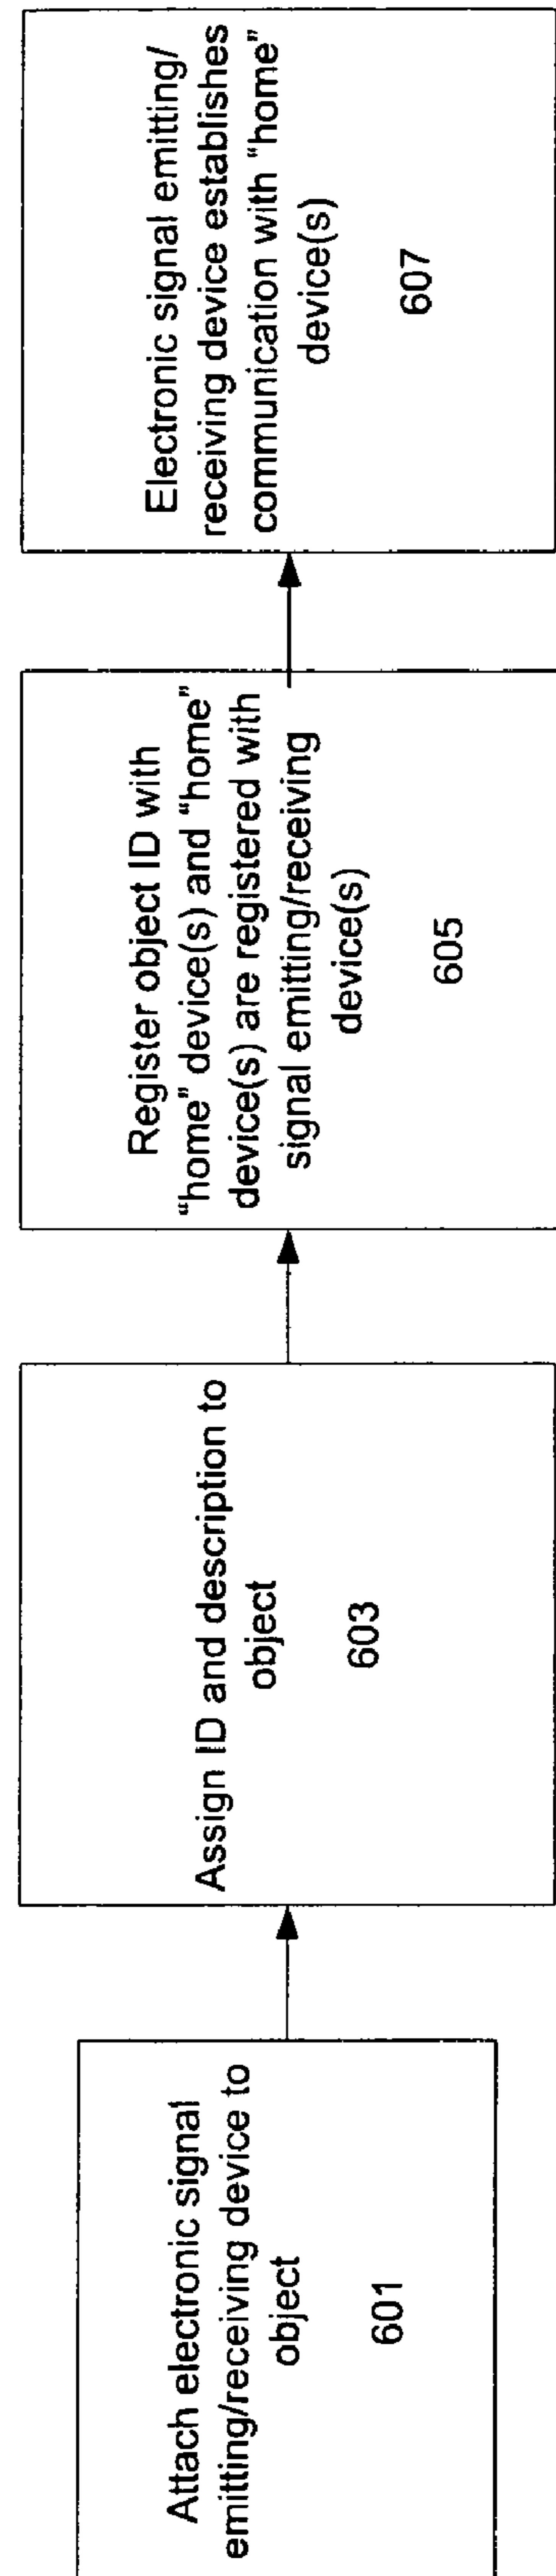 Attach electronic signal
emitting/receiving device to
object
601
Assign ID and description to
object
603
Register object ID with
“home” device(s) and “home”
device(s) are registered with
signal emitting/receiving
device(s)
605
Electronic signal emitting/
receiving device establishes
communication with “home”
device(s)
607